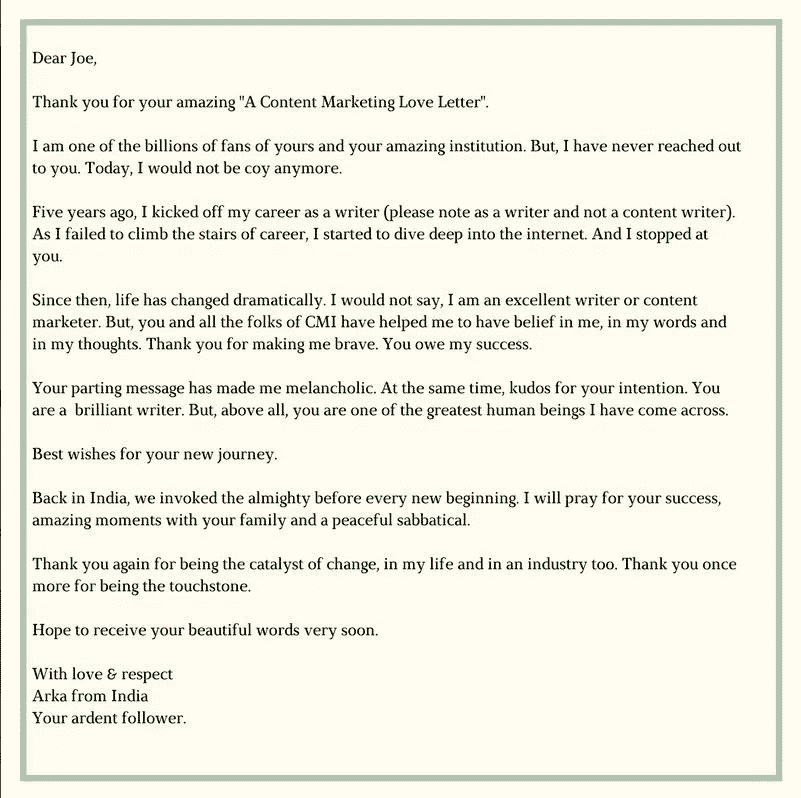 Dear Joe,
Thank you for your amazing "A Content Marketing Love Letter".
I am one of the billions of fans of yours and your amazing institution. But, I have never reached out
to you. Today, I would not be coy anymore.
Five years ago, I kicked off my career as a writer (please note as a writer and not a content writer).
As I failed to climb the stairs of career, I started to dive deep into the internet. And I stopped at
you.
Since then, life has changed dramatically. I would not say, I am an excellent writer or content
marketer. But, you and all the folks of CMI have helped me to have belief in me, in my words and
in my thoughts. Thank you for making me brave. You owe my success.
Your parting message has made me melancholic. At the same time, kudos for your intention. You
are a  brilliant writer. But, above all, you are one of the greatest human beings I have come across.
Best wishes for your new journey.
Back in India, we invoked the almighty before every new beginning. I will pray for your success,
amazing moments with your family and a peaceful sabbatical.
Thank you again for being the catalyst of change, in my life and in an industry too. Thank you once
more for being the touchstone.
Hope to receive your beautiful words very soon.
With love & respect
Arka from India
Your ardent follower.